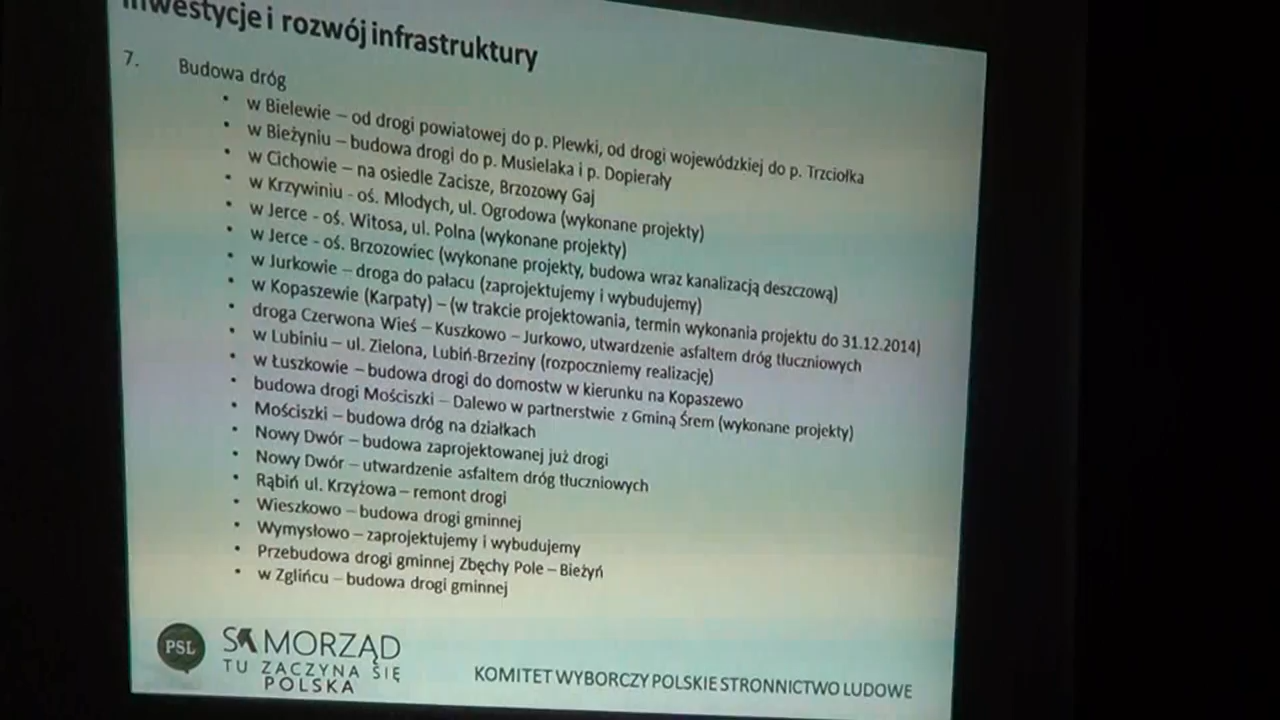 Inwestycje i rozwój infrastruktury
7. Budowa dróg
• w Bielewie – od drogi powiatowej do p. Plewki, od drogi wojewódzkiej do p. Trzciołka
• w Bieżyniu – budowa drogi do p. Musielaka i p. Dopierały
• w Cichowie – na osiedle Zacisze, Brzozowy Gaj
• w Krzywiniu - oś. Młodych, ul. Ogrodowa (wykonane projekty)
• w Jerce - oś. Witosa, ul. Polna (wykonane projekty)
• w Jerce - oś. Brzozowiec (wykonane projekty, budowa wraz kanalizacją deszczową)
• w Jurkowie – droga do pałacu (zaprojektujemy i wybudujemy)
• w Kopaszewie (Karpaty) – (w trakcie projektowania, termin wykonania projektu do 31.12.2014)
• droga Czerwona Wieś – Kuszkowo – Jurkowo, utwardzenie asfaltem dróg tłuczniowych
• w Lubiniu – ul. Zielona, Lubiń-Brzeziny (rozpoczniemy realizację)
• w Łuszkowie – budowa drogi do domostw w kierunku na Kopaszewo
• budowa drogi Mościszki – Dalewo w partnerstwie z Gminą Śrem (wykonane projekty)
• Mościszki – budowa dróg na działkach
• Nowy Dwór – budowa zaprojektowanej już drogi
• Nowy Dwór – utwardzenie asfaltem dróg tłuczniowych
• Rąbiń ul. Krzyżowa – remont drogi
• Wieszkowo – budowa drogi gminnej
• Wymysłowo – zaprojektujemy i wybudujemy
• Przebudowa drogi gminnej Zbęchy Pole – Bieżyń
• w Zglińcu – budowa drogi gminnej
PSL
SAMORZĄD
TU ZACZYNA SIĘ
POLSKA
KOMITET WYBORCZY POLSKIE STRONNICTWO LUDOWE